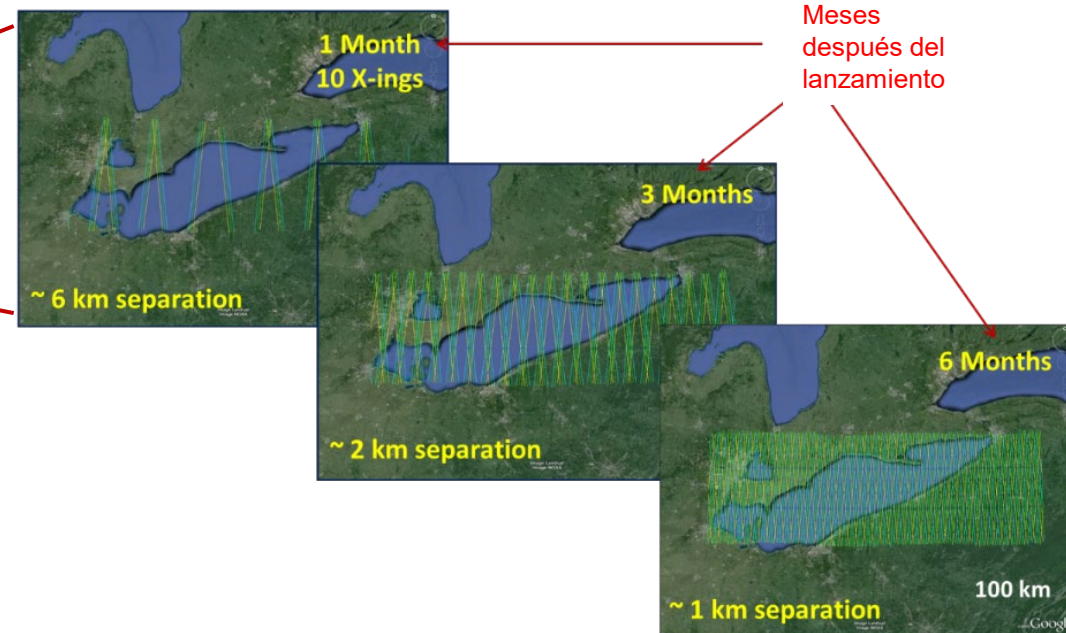 Meses
después del
lanzamiento
1 Month
10 X-ings
~ 6 km separation
3 Months
~ 2 km separation
6 Months
100 km
~ 1 km separation
Google